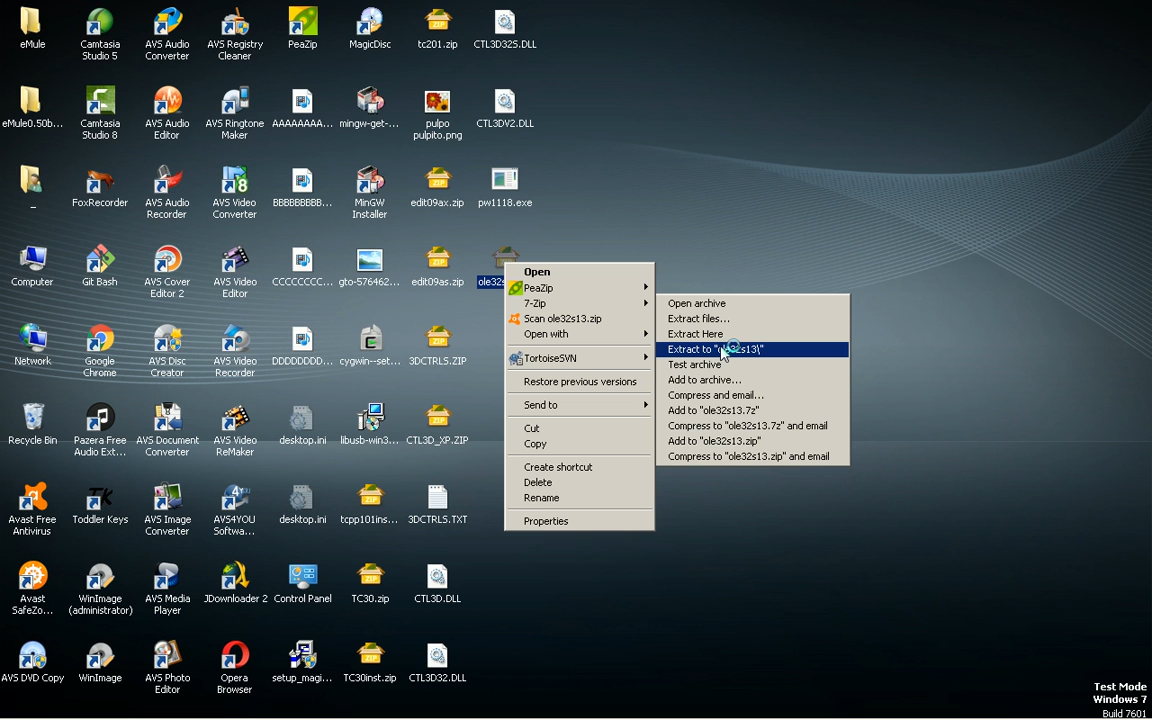 eMule
Camtasia
Studio 5
AVS Audio
Converter
AVS Registry
Cleaner
PeaZip
MagicDisc
tc201.zip
CTL3D32S.DLL
eMule0.50b...
Camtasia
Studio 8
AVS Audio
Editor
AVS Ringtone
Maker
AAAAAAAA...
mingw-get-...
pulpo
pulpito.png
CTL3DV2.DLL
_
FoxRecorder
AVS Audio
Recorder
AVS Video
Converter
BBBBBBBBB...
MinGW
Installer
edit09ax.zip
pw1118.exe
Computer
Git Bash
AVS Cover
Editor 2
AVS Video
Editor
CCCCCCCC...
gto-576462...
edit09as.zip
ole32s
Network
Google
Chrome
AVS Disc
Creator
AVS Video
Recorder
DDDDDDD...
cygwin--set...
3DCTRLS.ZIP
Recycle Bin
Pazera Free
Audio Ext...
AVS Document
Converter
AVS Video
ReMaker
desktop.ini
libusb-win3...
CTL3D_XP.ZIP
Avast Free
Antivirus
Toddler Keys
AVS Image
Converter
AVS4YOU
Softwa...
desktop.ini
tcpp101ins...
3DCTRLS.TXT
Avast
SafeZo...
WinImage
(administrator)
AVS Media
Player
JDownloader 2
Control Panel
TC30.zip
CTL3D.DLL
AVS DVD Copy
WinImage
AVS Photo
Editor
Opera
Browser
setup_magi...
TC30inst.zip
CTL3D32.DLL
Open
PeaZip
7-Zip
Scan ole32s13.zip
Open with
TortoiseSVN
Restore previous versions
Send to
Cut
Copy
Create shortcut
Delete
Rename
Properties
Open archive
Extract files...
Extract Here
Extract to "ole32s13\"
Test archive
Add to archive...
Compress and email...
Add to "ole32s13.7z"
Compress to "ole32s13.7z" and email
Add to "ole32s13.zip"
Compress to "ole32s13.zip" and email
Test Mode
Windows 7
Build 7601